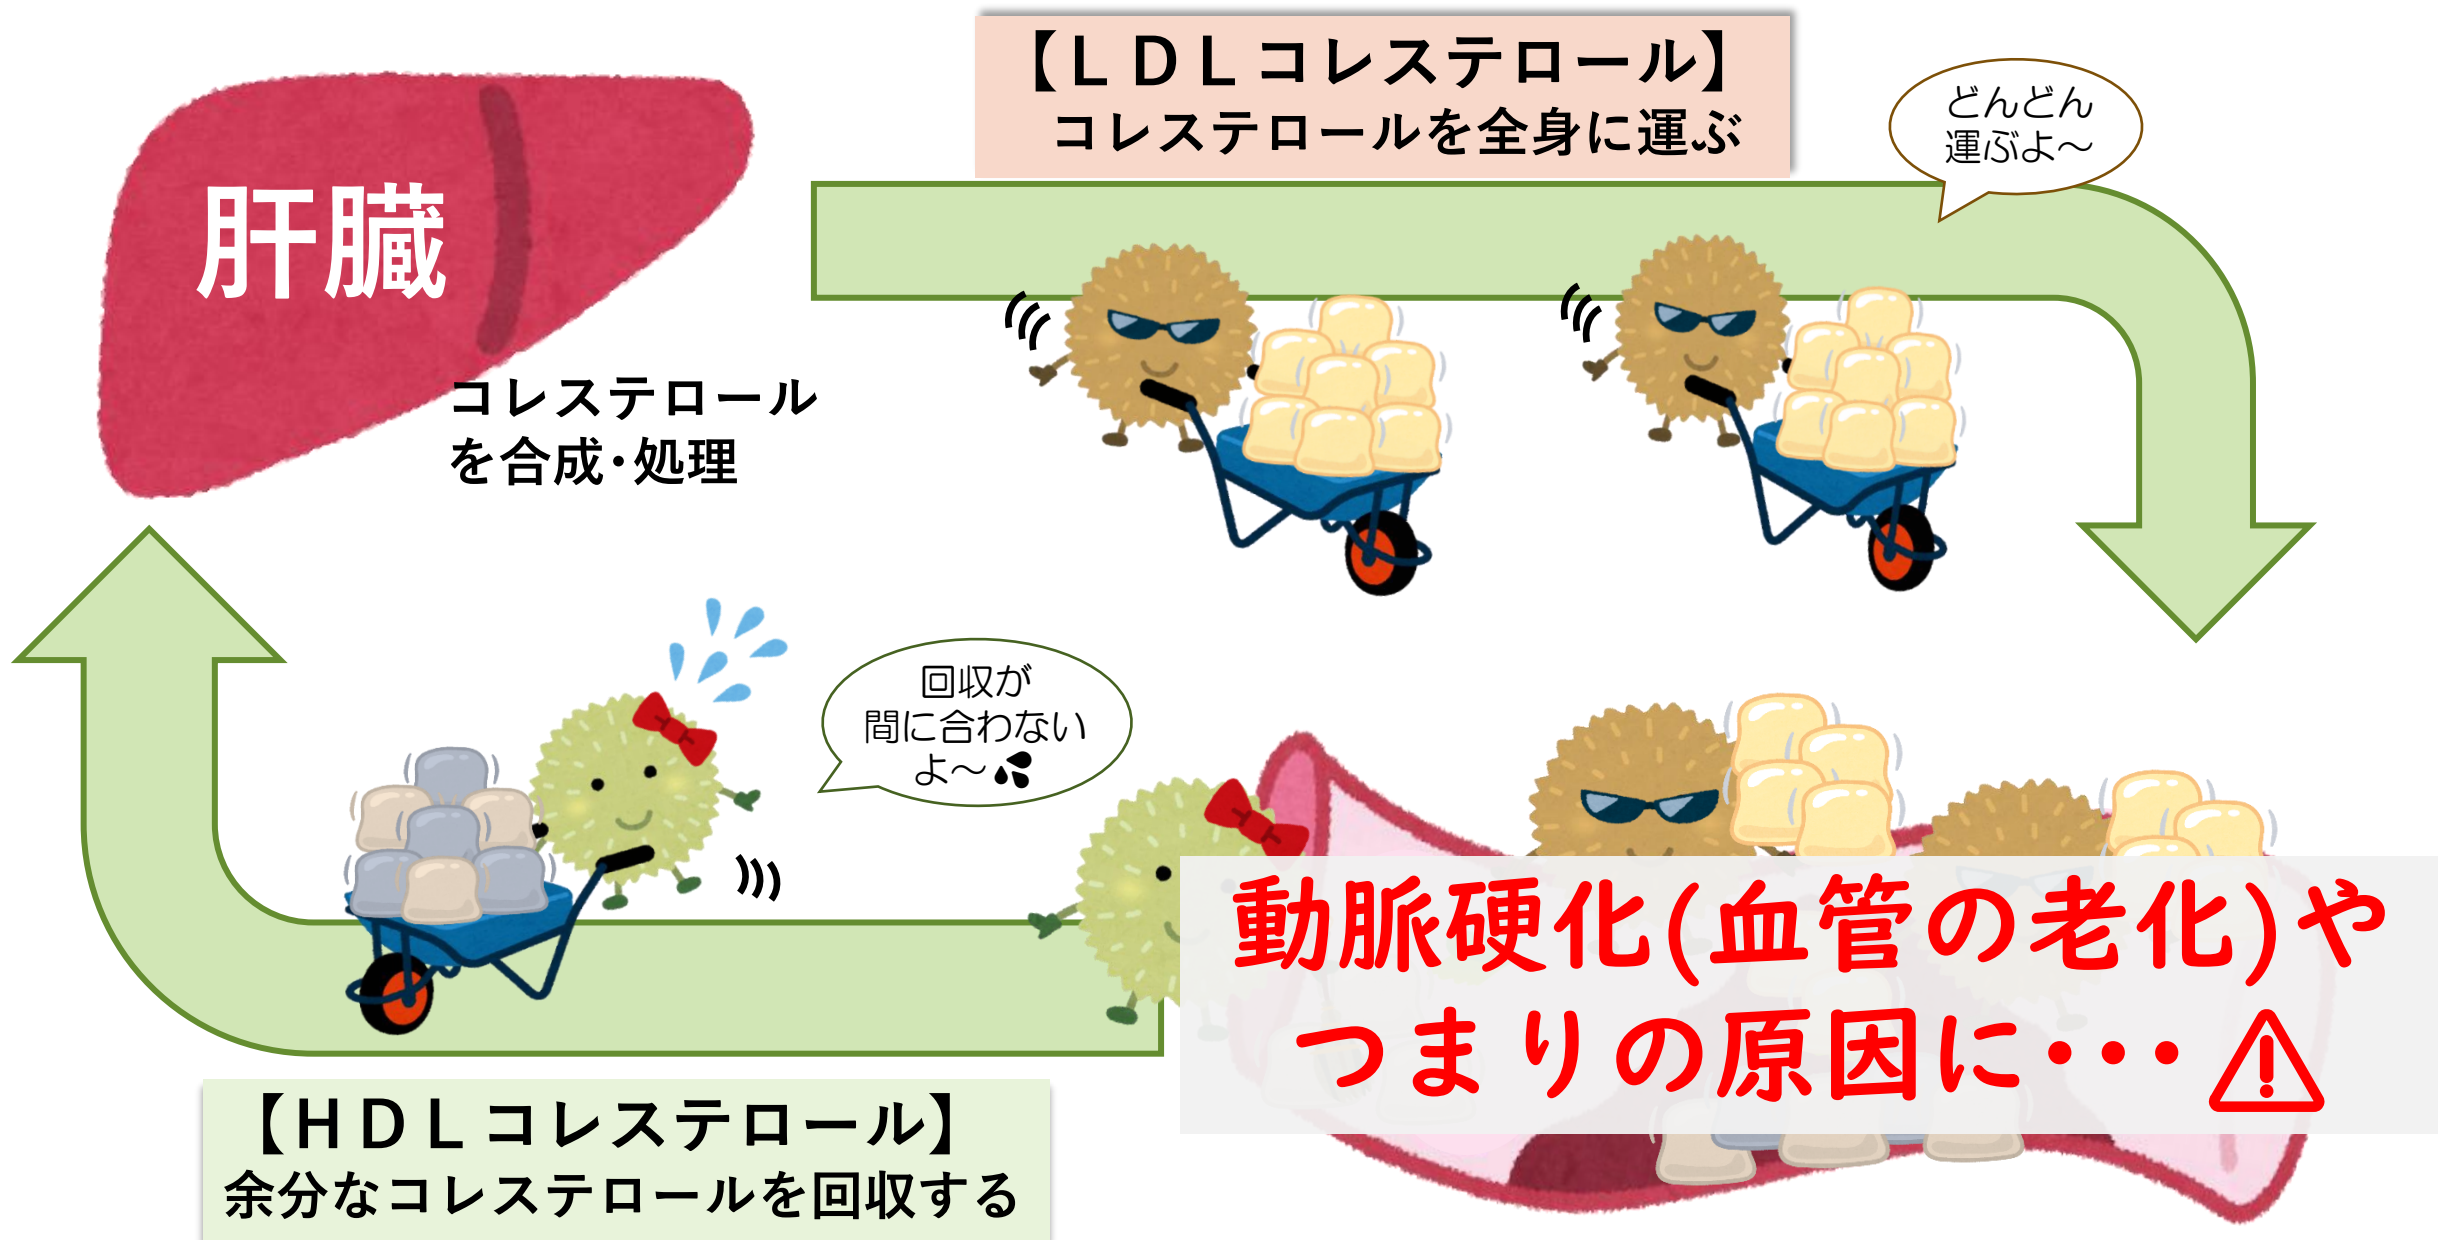 【ＬＤＬコレステロール】
コレステロールを全身に運ぶ
どんどん
運ぶよ～
肝臓
コレステロール
を合成・処理
回収が
間に合わない
よ～💦
動脈硬化(血管の老化)や
つまりの原因に・・・⚠
【ＨＤＬコレステロール】
余分なコレステロールを回収する